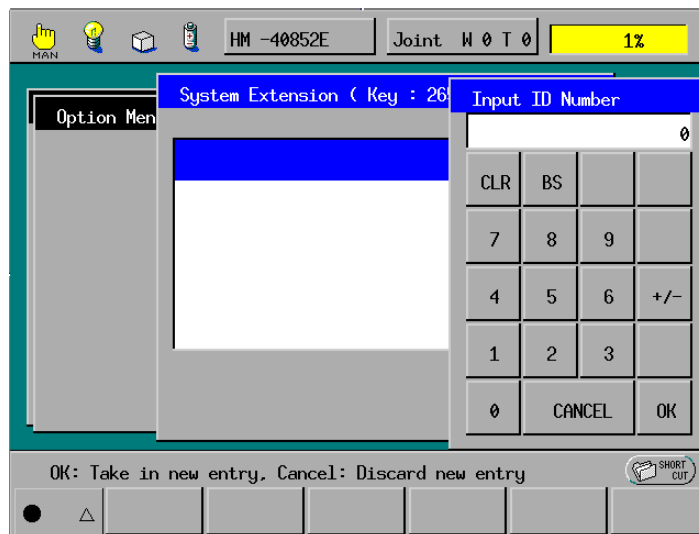 MAN
HM -40852E
Joint W 0 T 0
1%
System Extension ( Key : 26
Input ID Number
Option Men
0
CLR BS
7 8 9
4 5 6 +/-
1 2 3
0 CANCEL OK
OK: Take in new entry, Cancel: Discard new entry
SHORT
CUT